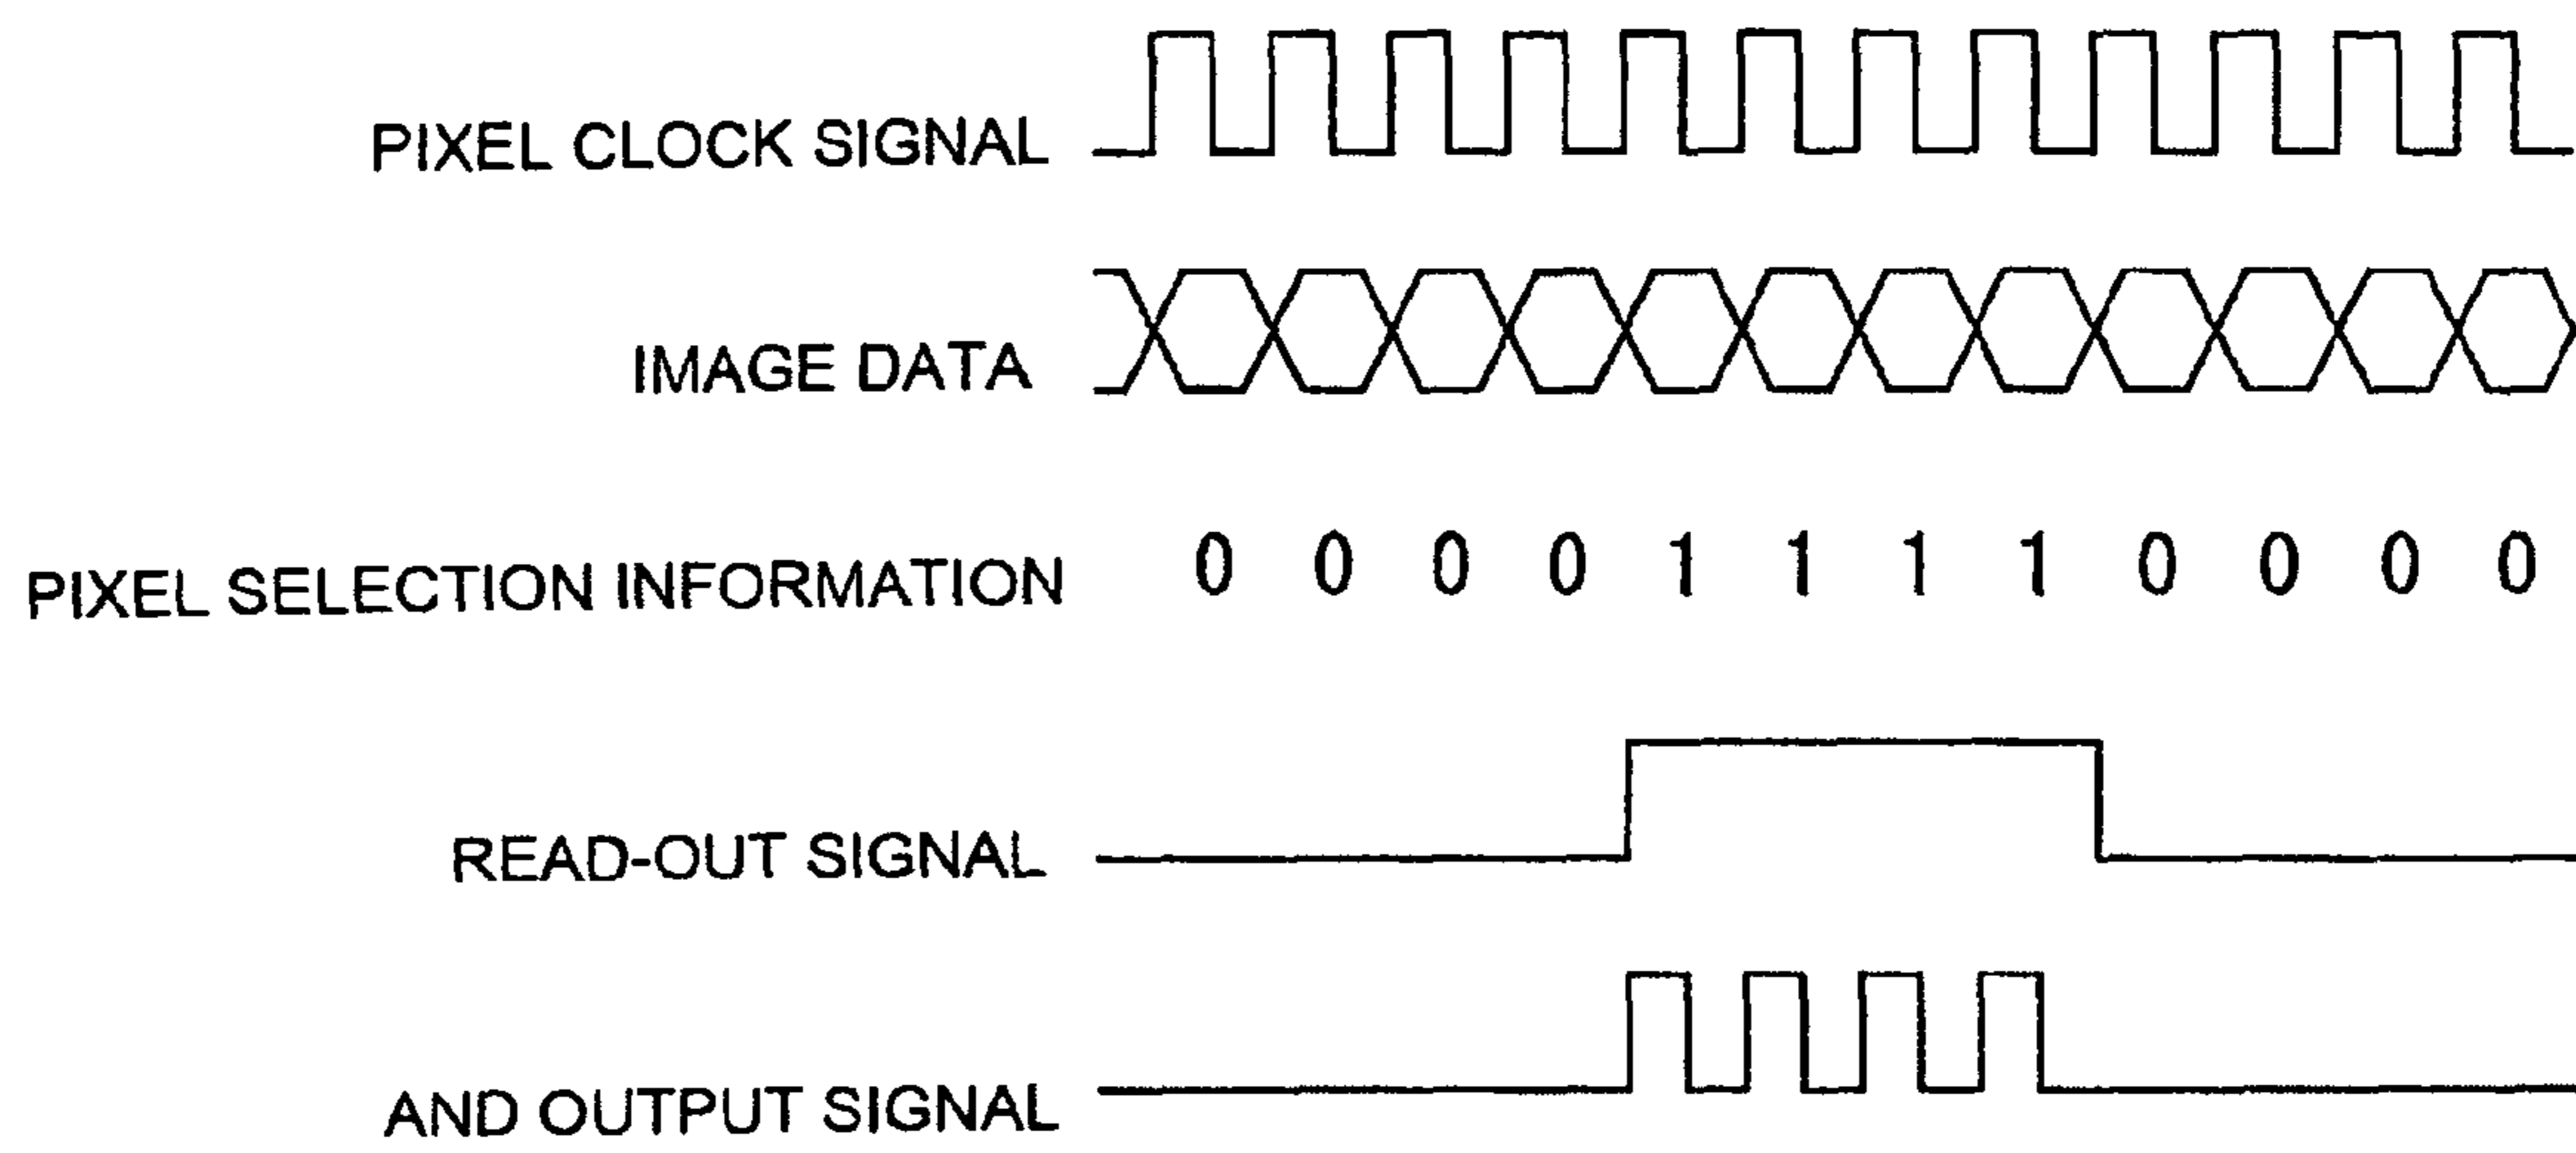 PIXEL CLOCK SIGNAL
IMAGE DATA
PIXEL SELECTION INFORMATION 0 0 0 0 1 1 1 1 0 0 0 0
READ-OUT SIGNAL
AND OUTPUT SIGNAL